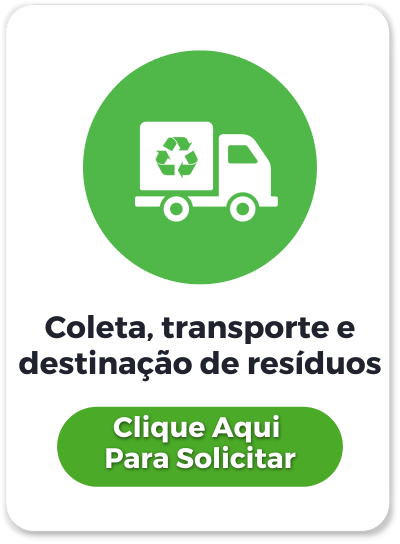 Coleta, transporte e
destinação de resíduos
Clique Aqui
Para Solicitar